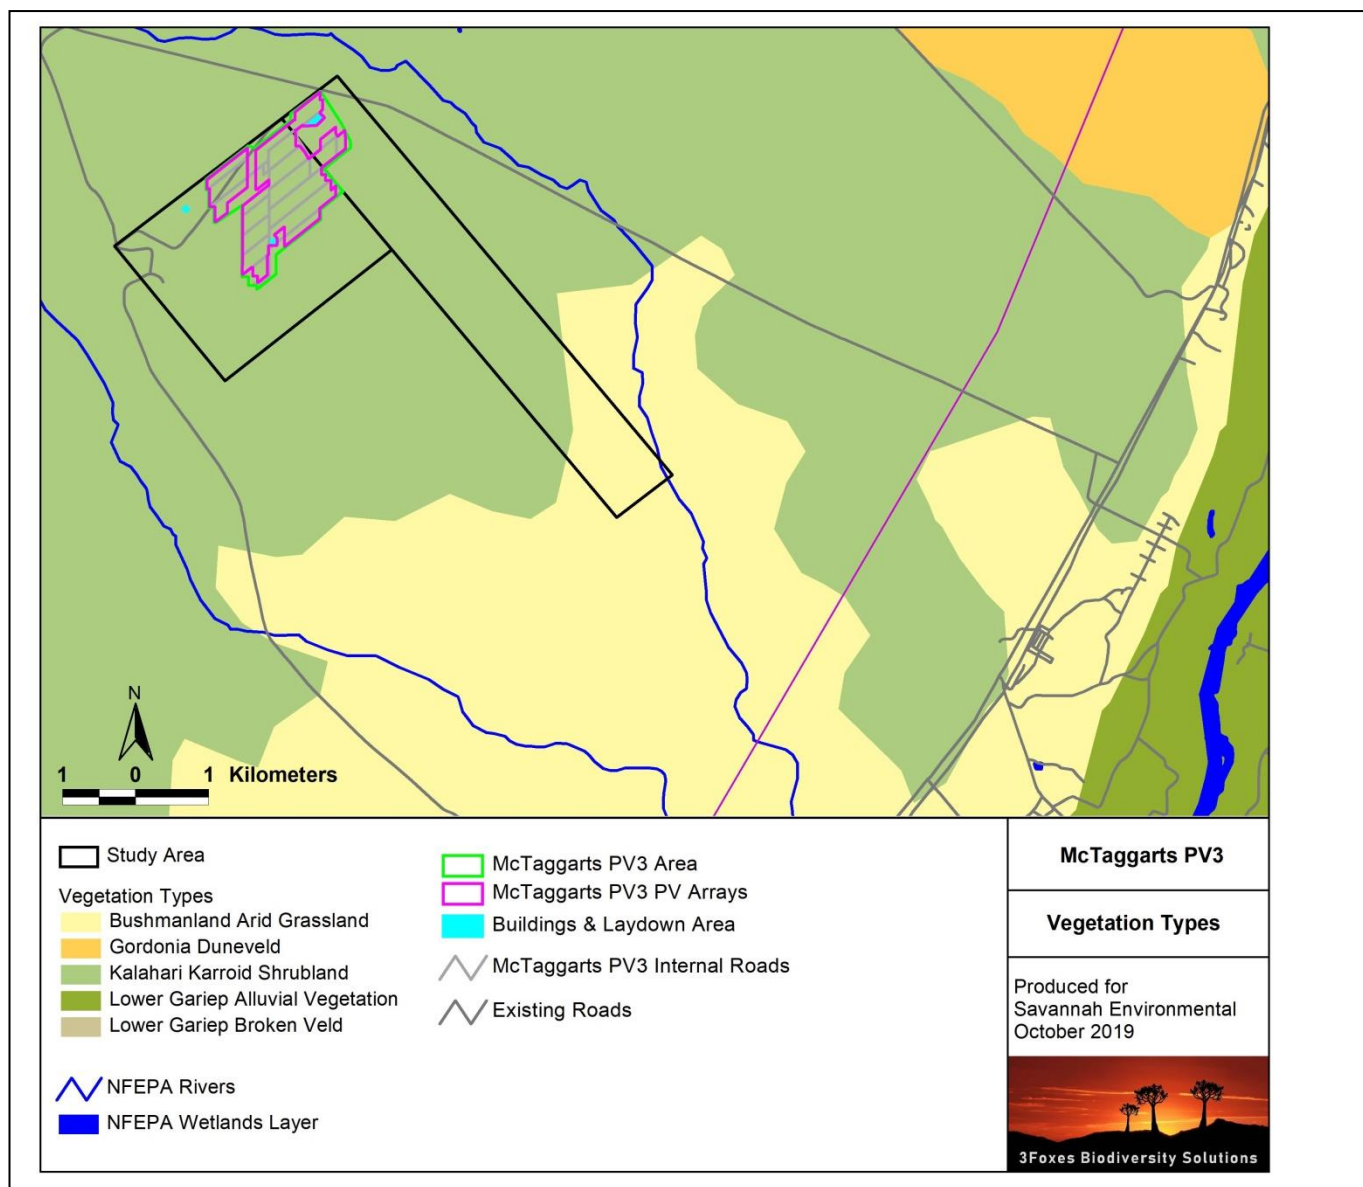 N
1 0 1 Kilometers
Study Area
Vegetation Types
Bushmanland Arid Grassland
Gordonia Duneveld
Kalahari Karroid Shrubland
Lower Gariep Alluvial Vegetation
Lower Gariep Broken Veld
NFEPA Rivers
NFEPA Wetlands Layer
McTaggarts PV3 Area
McTaggarts PV3 PV Arrays
Buildings & Laydown Area
McTaggarts PV3 Internal Roads
Existing Roads
McTaggarts PV3
Vegetation Types
Produced for
Savannah Environmental
October 2019
3Foxes Biodiversity Solutions